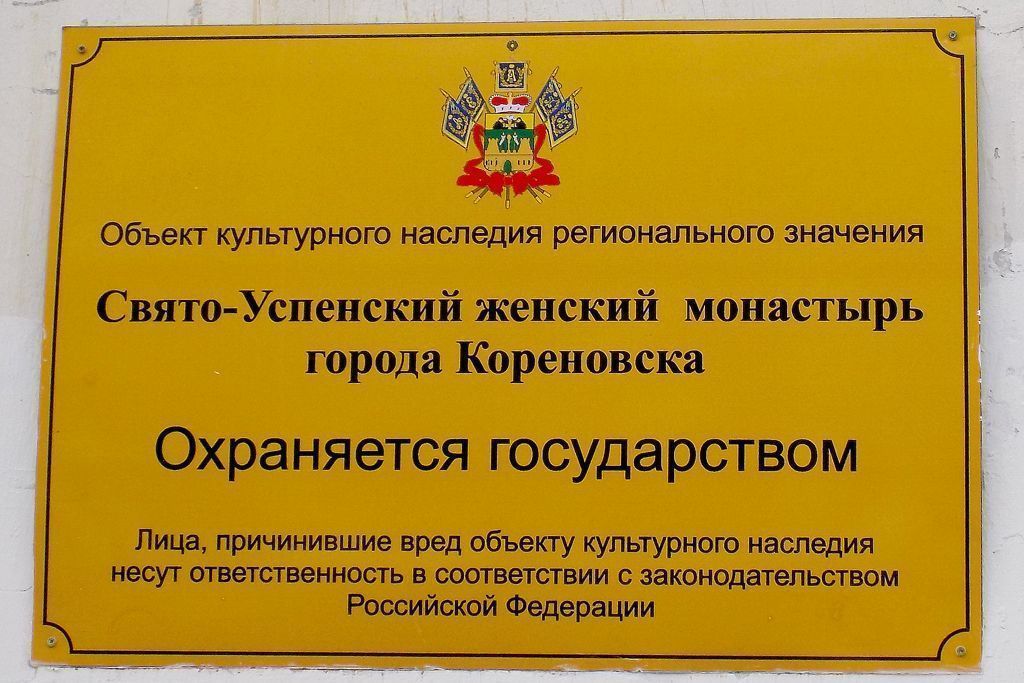 Объект культурного наследия регионального значения
Свято-Успенский женский монастырь
города Кореновска
Охраняется государством
Лица, причинившие вред объекту культурного наследия
несут ответственность в соответствии с законодательством
Российской Федерации